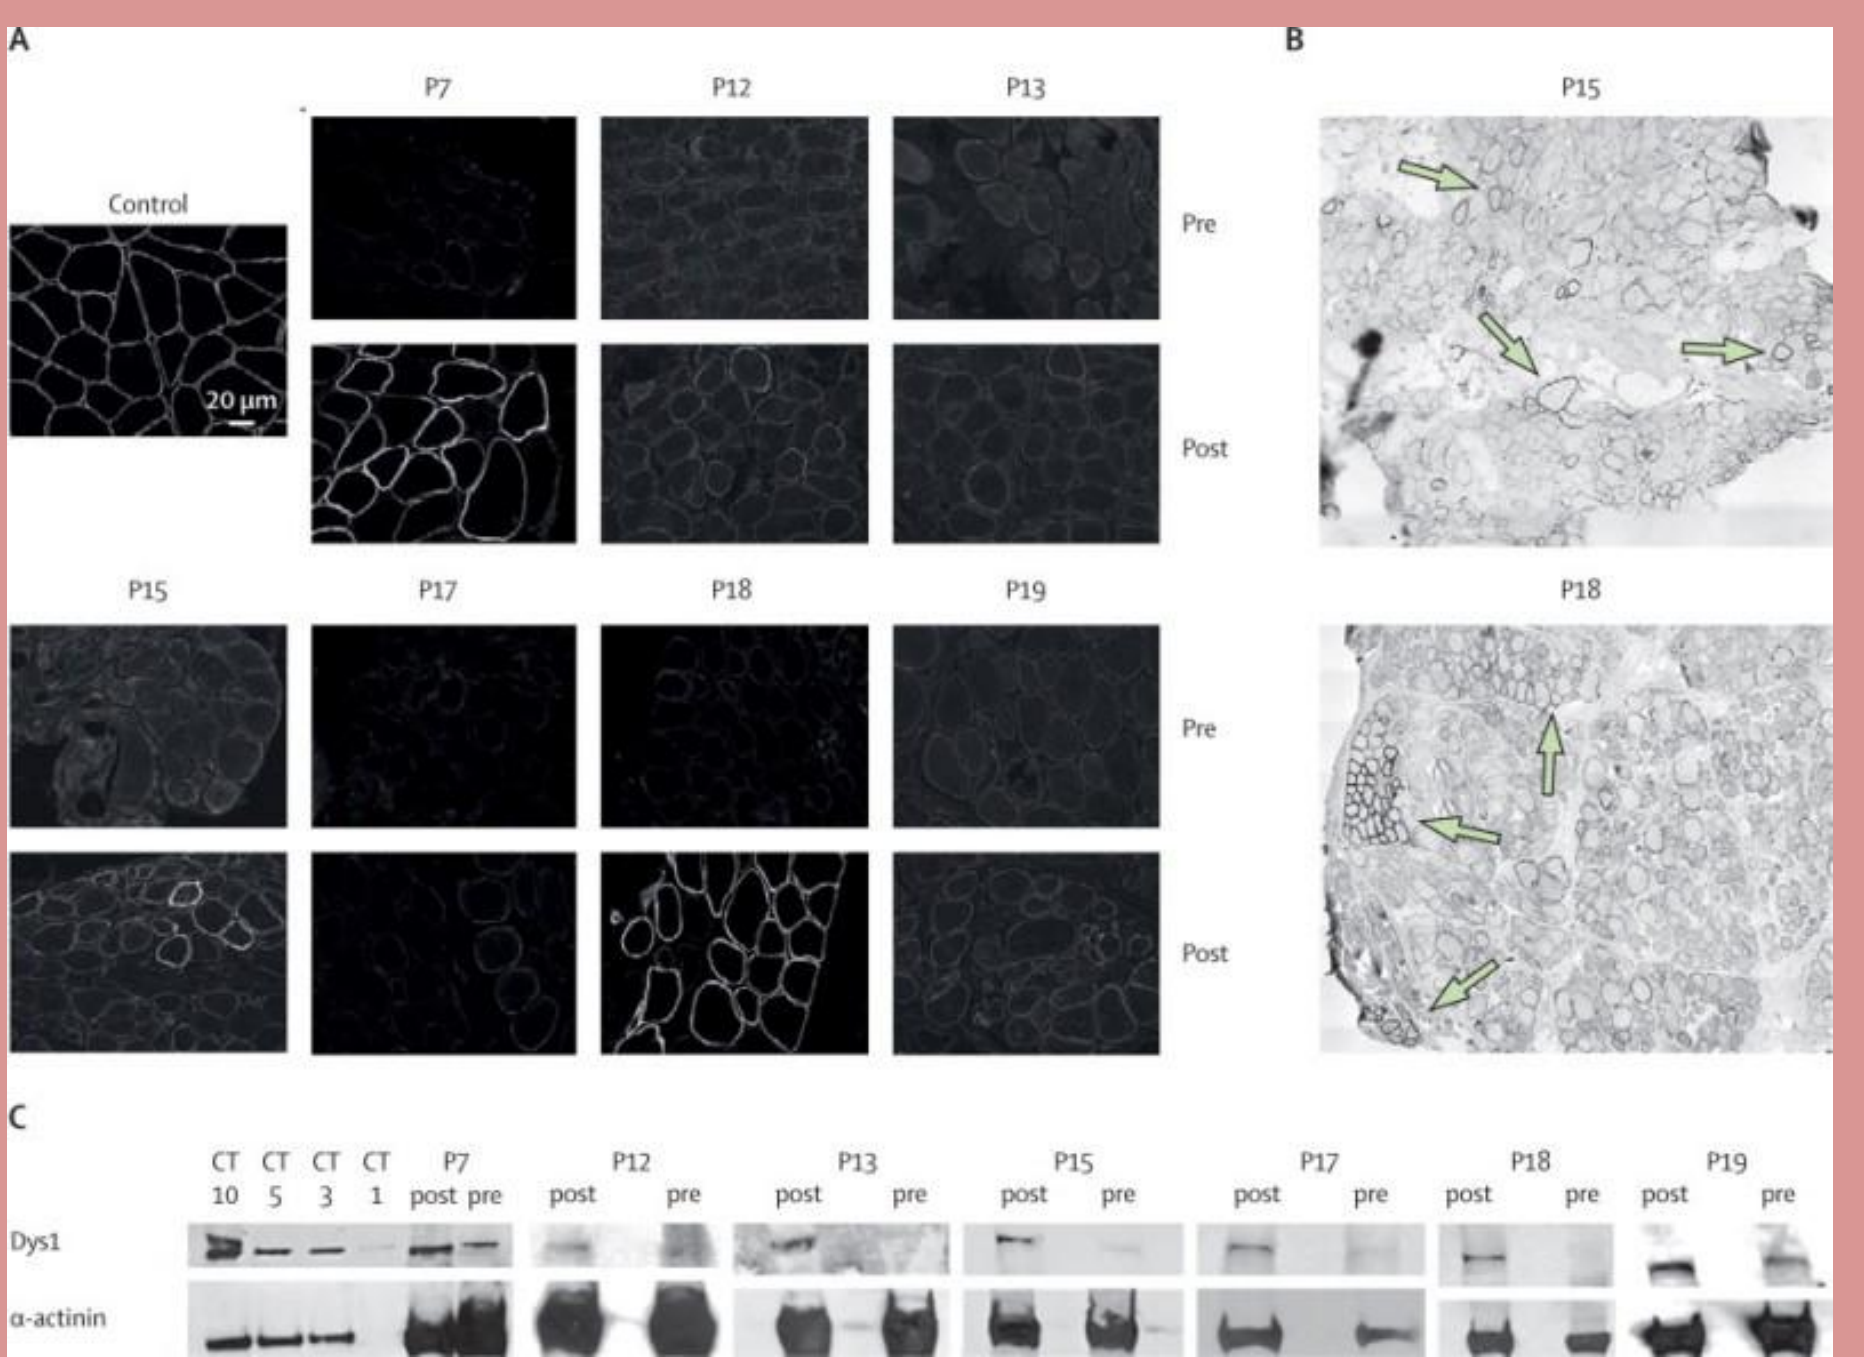 A
B
P7 P12 P13 P15
Control
Pre
20 µm
Post
P15 P17 P18 P19 P18
Pre
Post
C
CT CT CT CT P7 P12 P13 P15 P17 P18 P19
10 5 3 1 post pre post pre post pre post pre post pre post pre post pre
Dys1
α-actinin